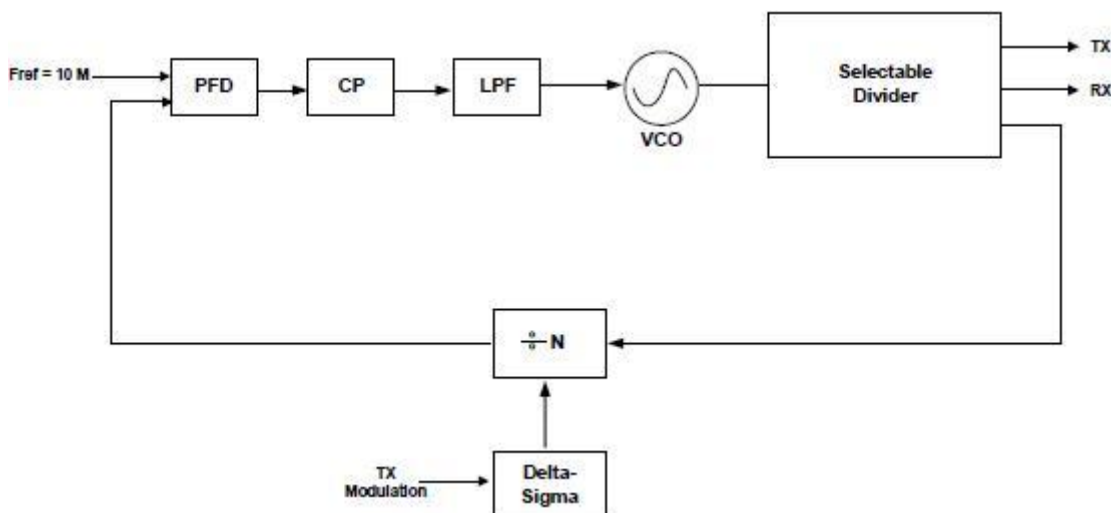 Fref = 10 M
PFD
CP
LPF
VCO
Selectable
Divider
TX
RX
÷ N
TX
Modulation
Delta-
Sigma